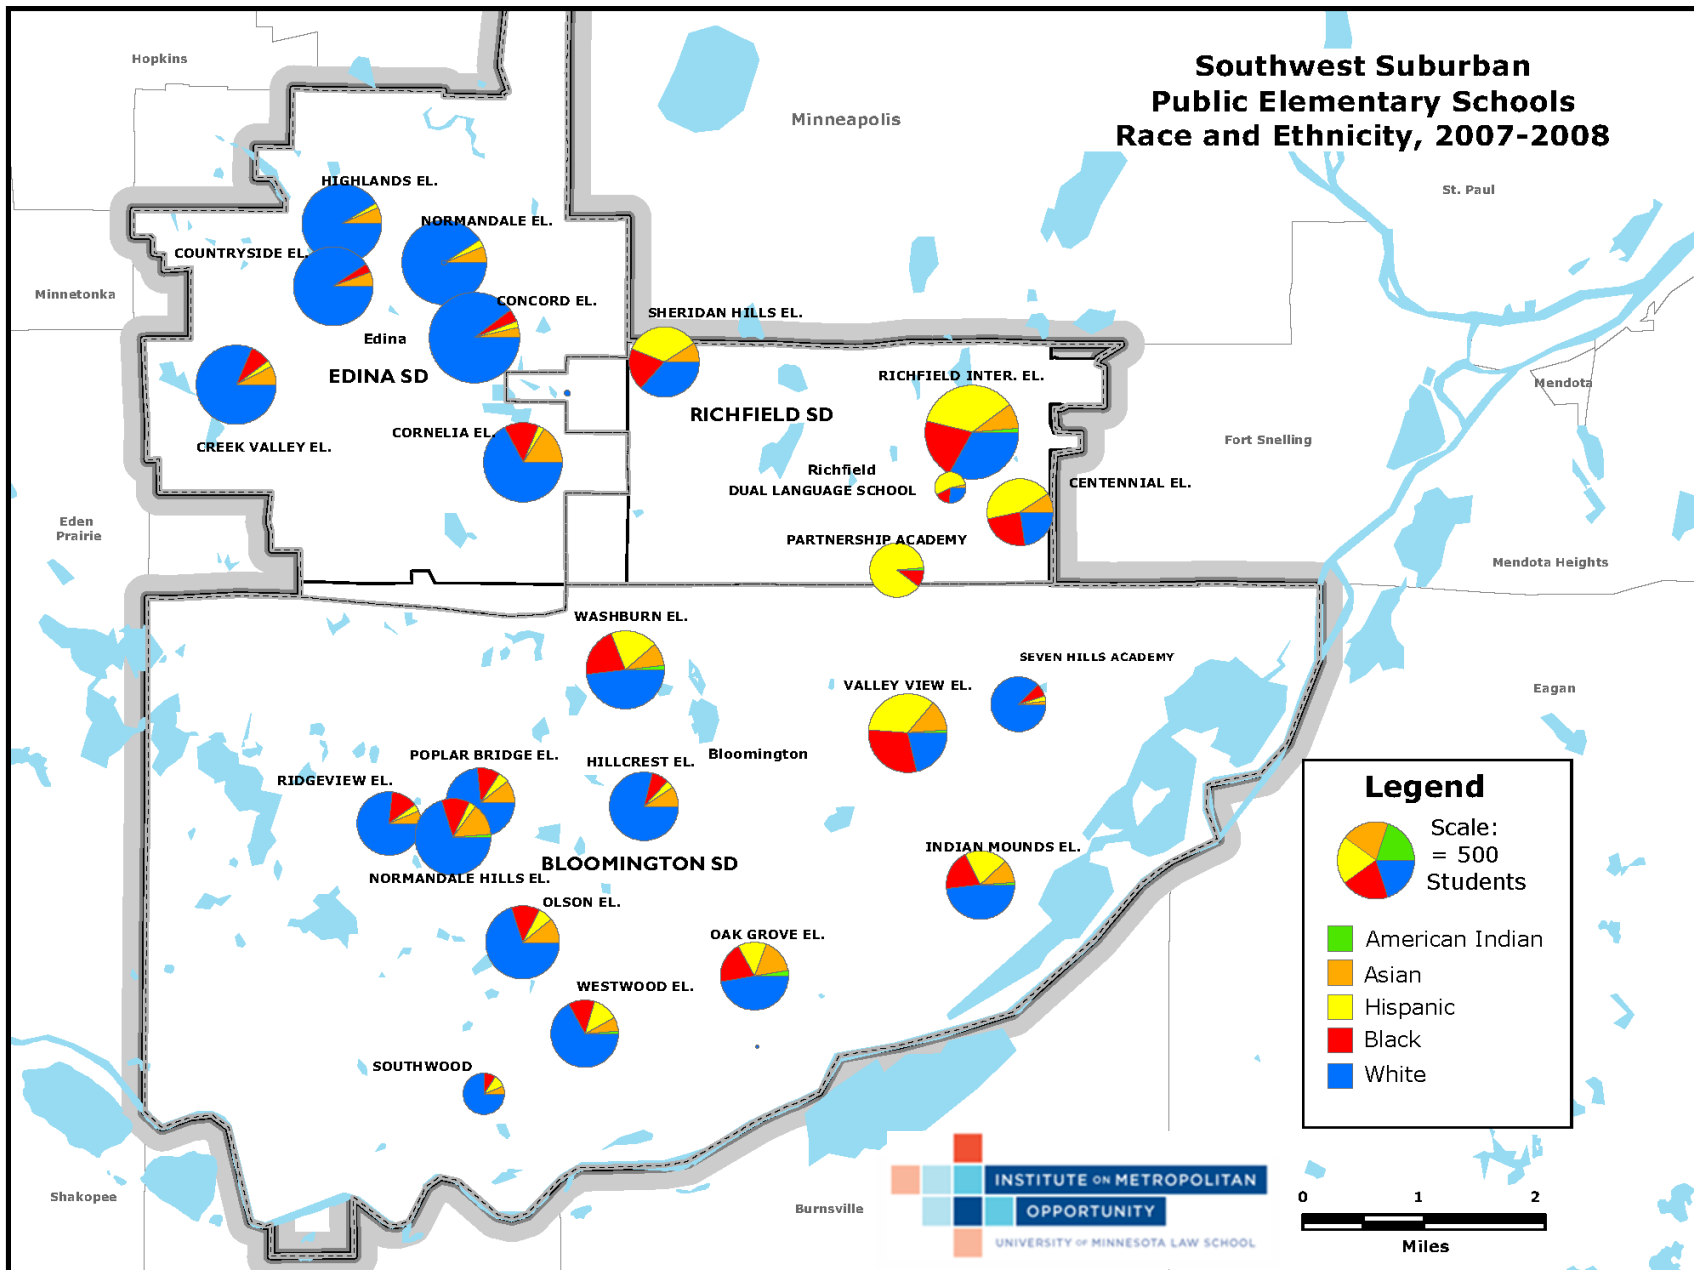 Southwest Suburban
Public Elementary Schools
Race and Ethnicity, 2007-2008
Hopkins
Minneapolis
St. Paul
HIGHLANDS EL.
NORMANDALE EL.
COUNTRYSIDE EL.
Minnetonka
CONCORD EL.
SHERIDAN HILLS EL.
Edina
EDINA SD
RICHFIELD INTER. EL.
Mendota
RICHFIELD SD
CORNELIA EL.
CREEK VALLEY EL.
Fort Snelling
Richfield
DUAL LANGUAGE SCHOOL
CENTENNIAL EL.
Eden
Prairie
PARTNERSHIP ACADEMY
Mendota Heights
WASHBURN EL.
SEVEN HILLS ACADEMY
VALLEY VIEW EL.
Eagan
POPLAR BRIDGE EL.
Bloomington
HILLCREST EL.
RIDGEVIEW EL.
BLOOMINGTON SD
INDIAN MOUNDS EL.
NORMANDALE HILLS EL.
OLSON EL.
OAK GROVE EL.
WESTWOOD EL.
SOUTHWOOD
Shakopee
Burnsville
Legend
Scale:
= 500
Students
American Indian
Asian
Hispanic
Black
White
INSTITUTE ON METROPOLITAN
OPPORTUNITY
UNIVERSITY OF MINNESOTA LAW SCHOOL
0 1 2
Miles